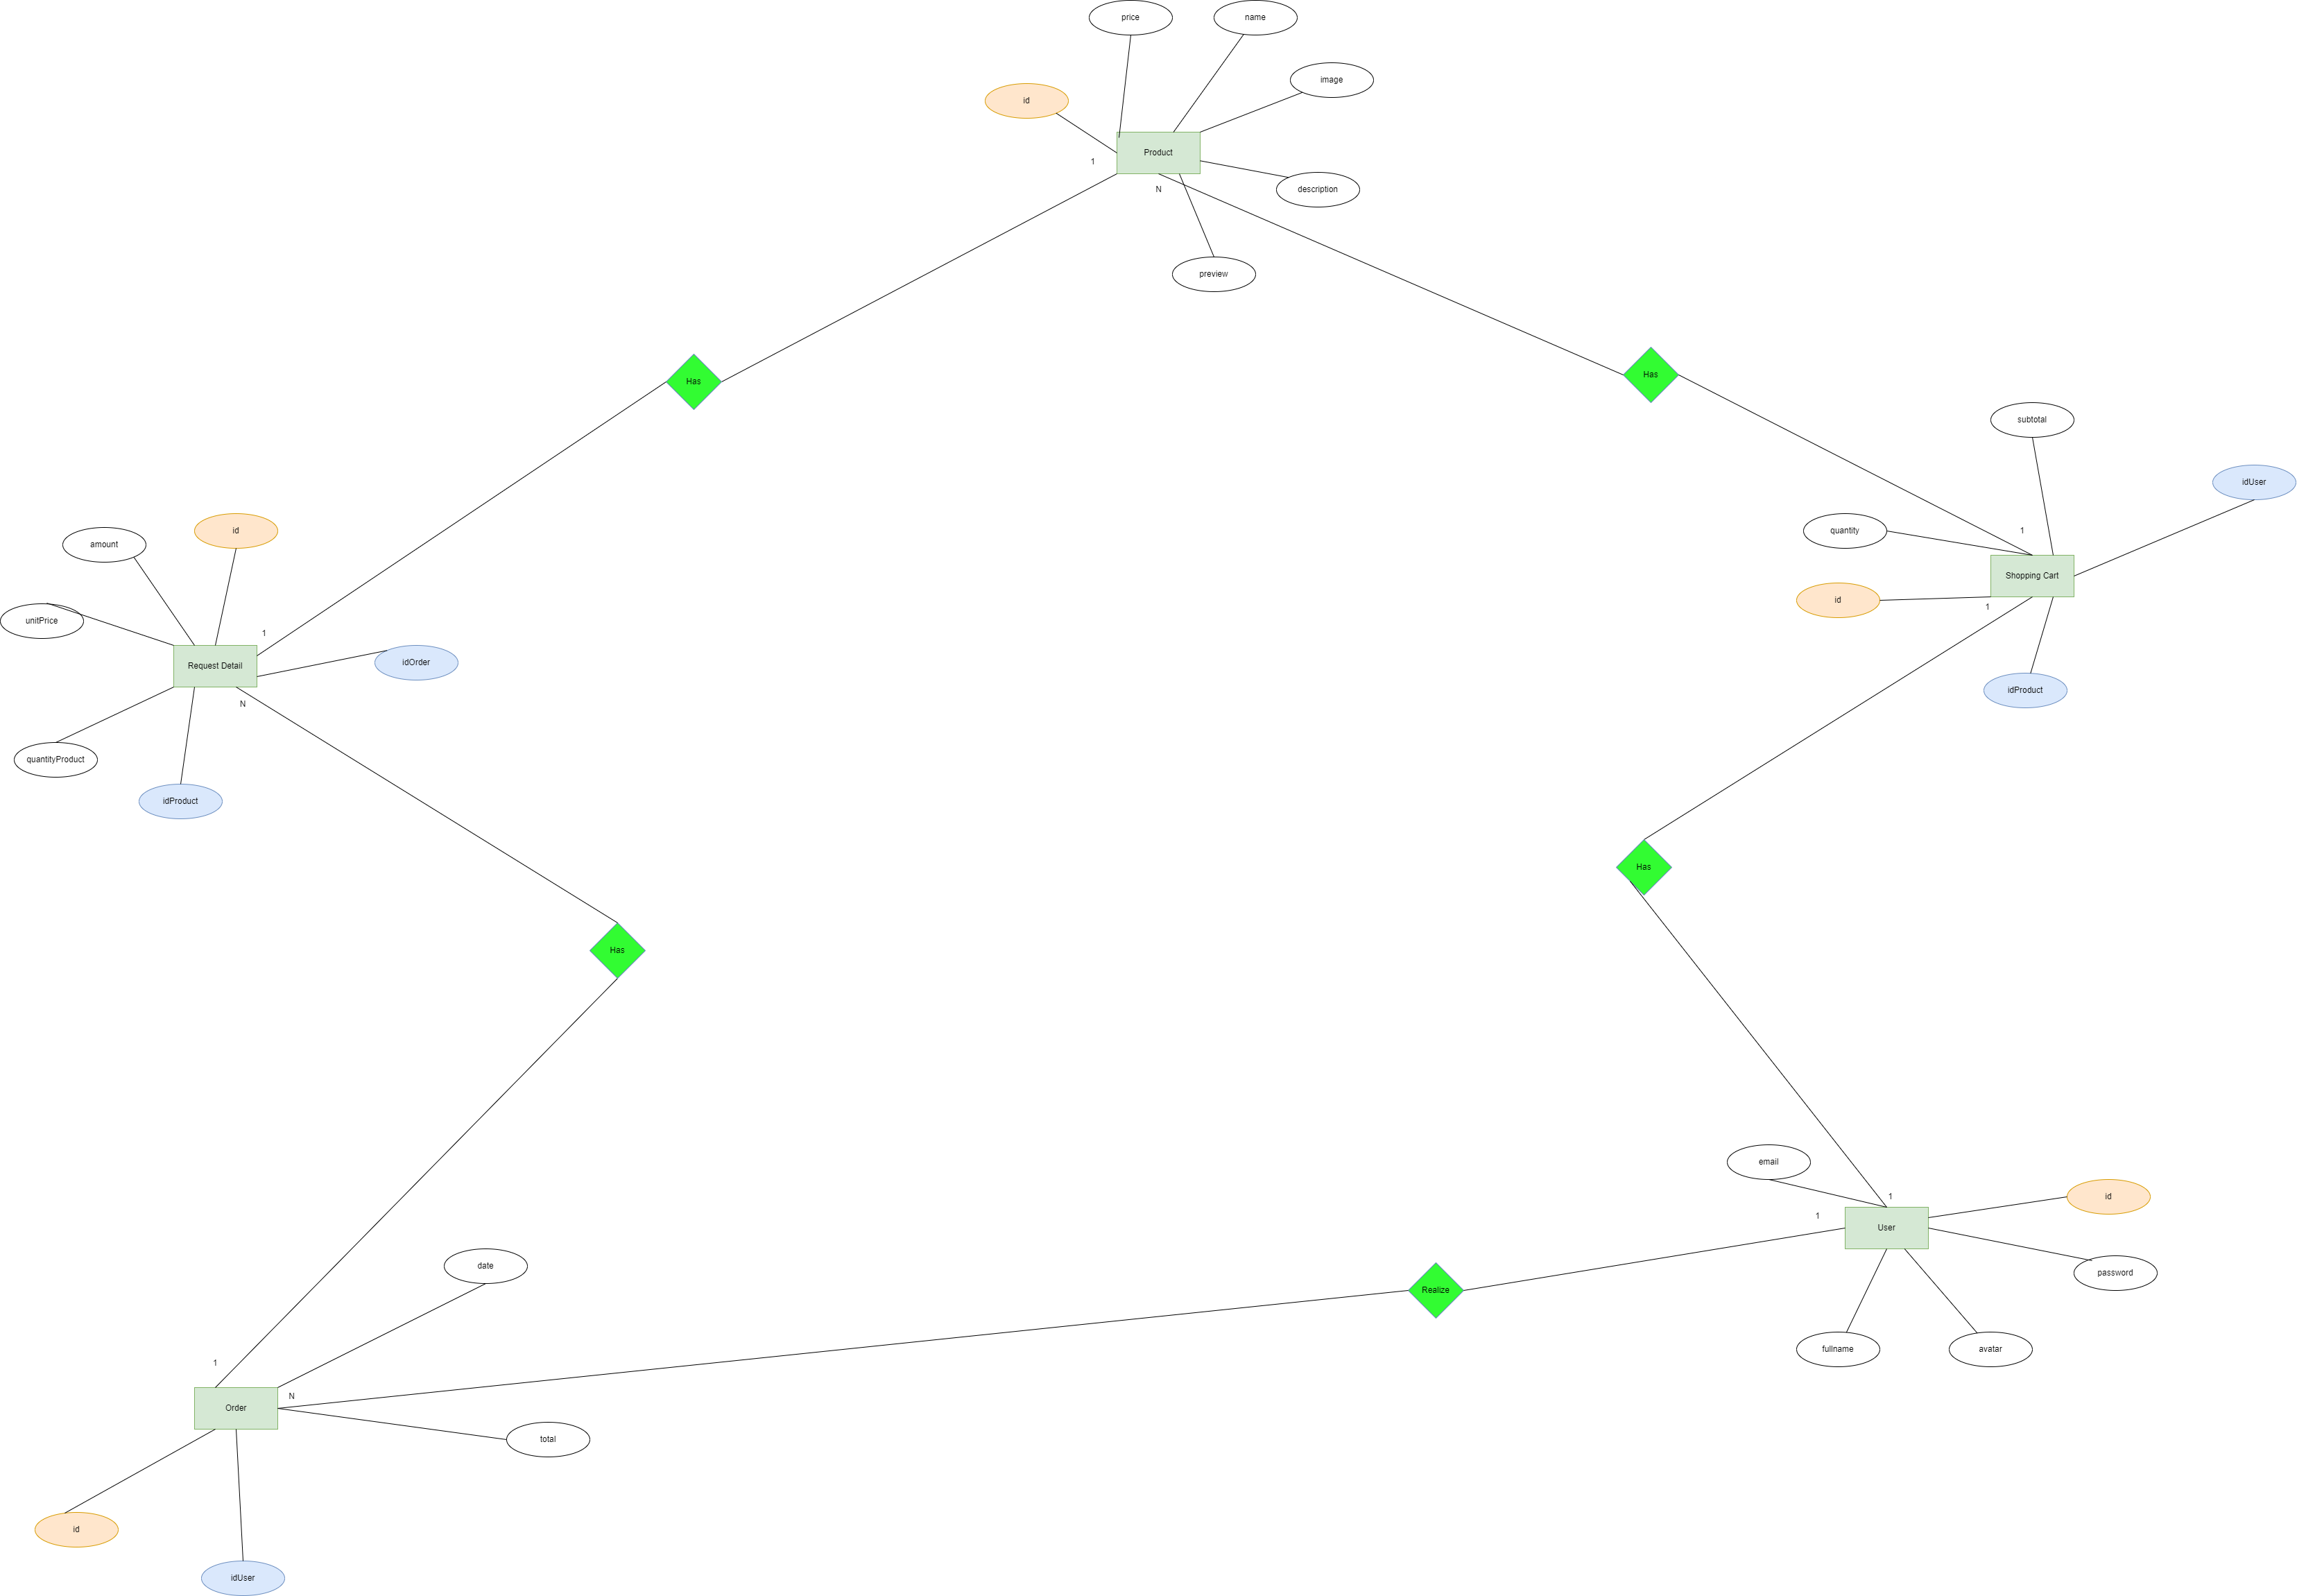 price
name
image
id
Product
1
N
description
preview
Has
Has
subtotal
idUser
quantity
1
id
amount
Shopping Cart
id
1
unitPrice
1
Request Detail
idOrder
idProduct
N
quantityProduct
idProduct
Has
Has
email
1
id
1
User
date
password
Realize
fullname
avatar
1
N
Order
total
id
idUser